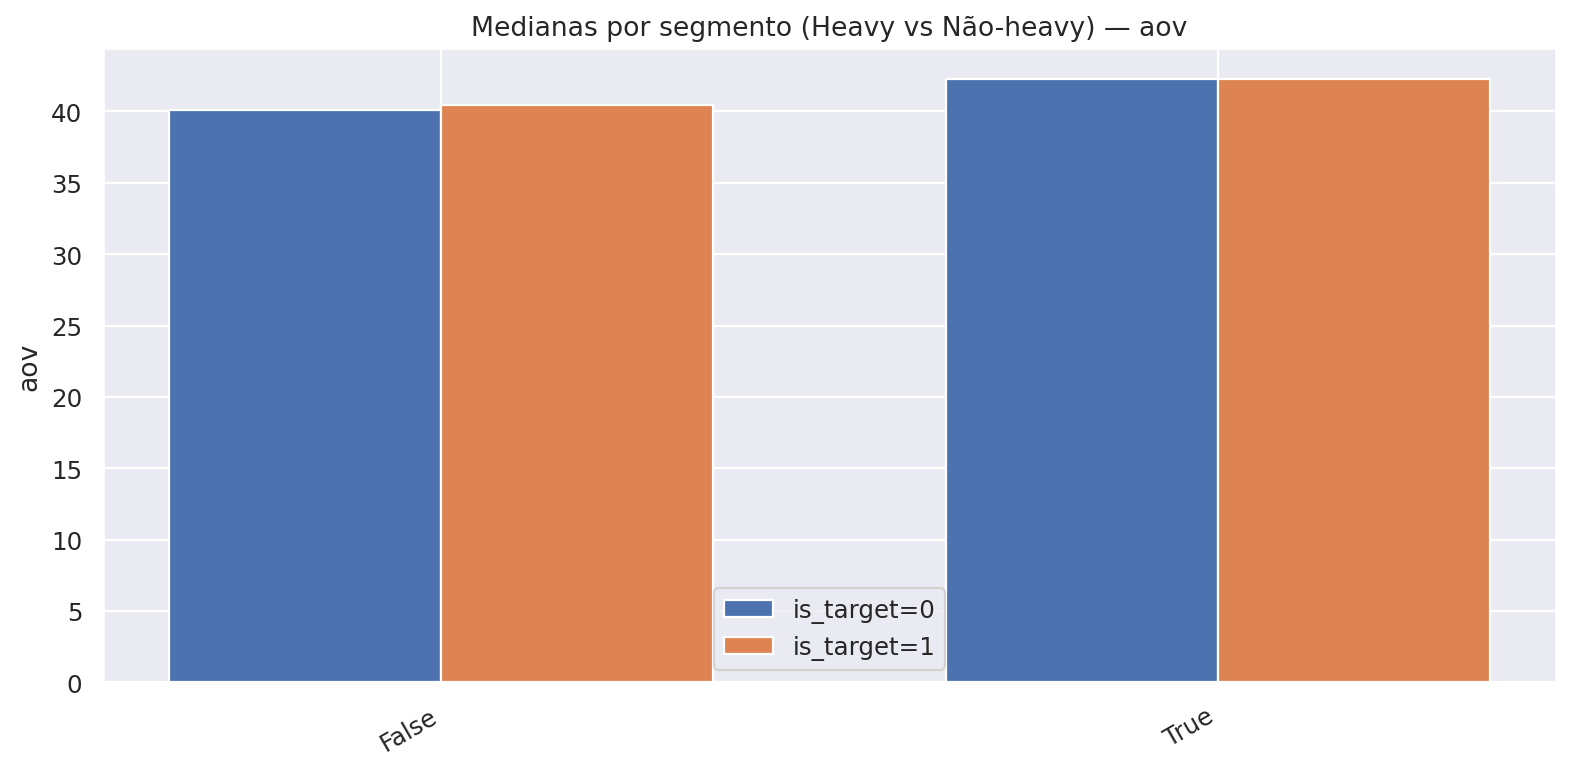 Medianas por segmento (Heavy vs Não-heavy) — aov
aov
40
35
30
25
20
15
10
5
0
is_target=0
is_target=1
False
True